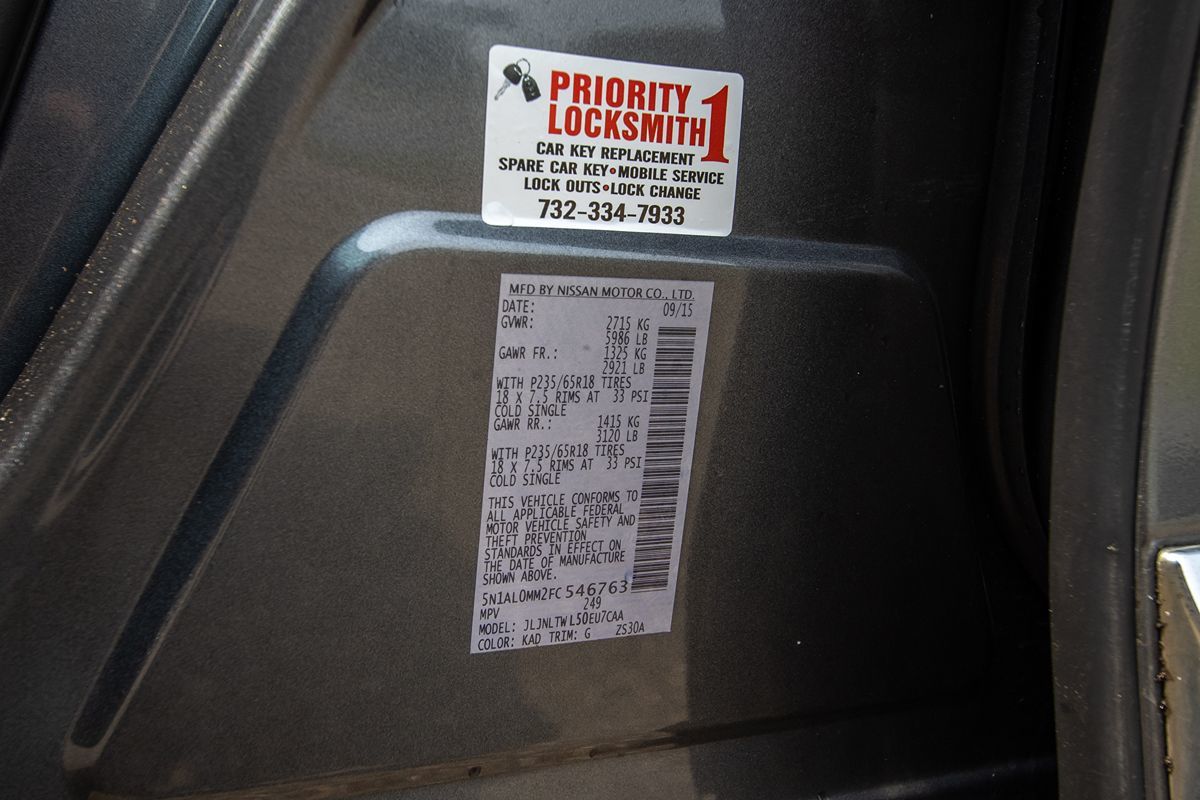 PRIORITY
LOCKSMITH 1
CAR KEY REPLACEMENT
SPARE CAR KEY•MOBILE SERVICE
LOCK OUTS•LOCK CHANGE
732-334-7933
MFD BY NISSAN MOTOR CO., LTD.
DATE: 09/15
GVWR: 2715 KG
5986 LB
GAWR FR.: 1325 KG
2921 LB
WITH P235/65R18 TIRES
18 X 7.5 RIMS AT 33 PSI
COLD SINGLE
GAWR RR.: 1415 KG
3120 LB
WITH P235/65R18 TIRES
18 X 7.5 RIMS AT 33 PSI
COLD SINGLE
THIS VEHICLE CONFORMS TO
ALL APPLICABLE FEDERAL
MOTOR VEHICLE SAFETY AND
THEFT PREVENTION
STANDARDS IN EFFECT ON
THE DATE OF MANUFACTURE
SHOWN ABOVE.
5N1AL0MM2FC546763
MPV 249
MODEL: JLJNLTWL50EU7CAA
COLOR: KAD TRIM: G ZS30A